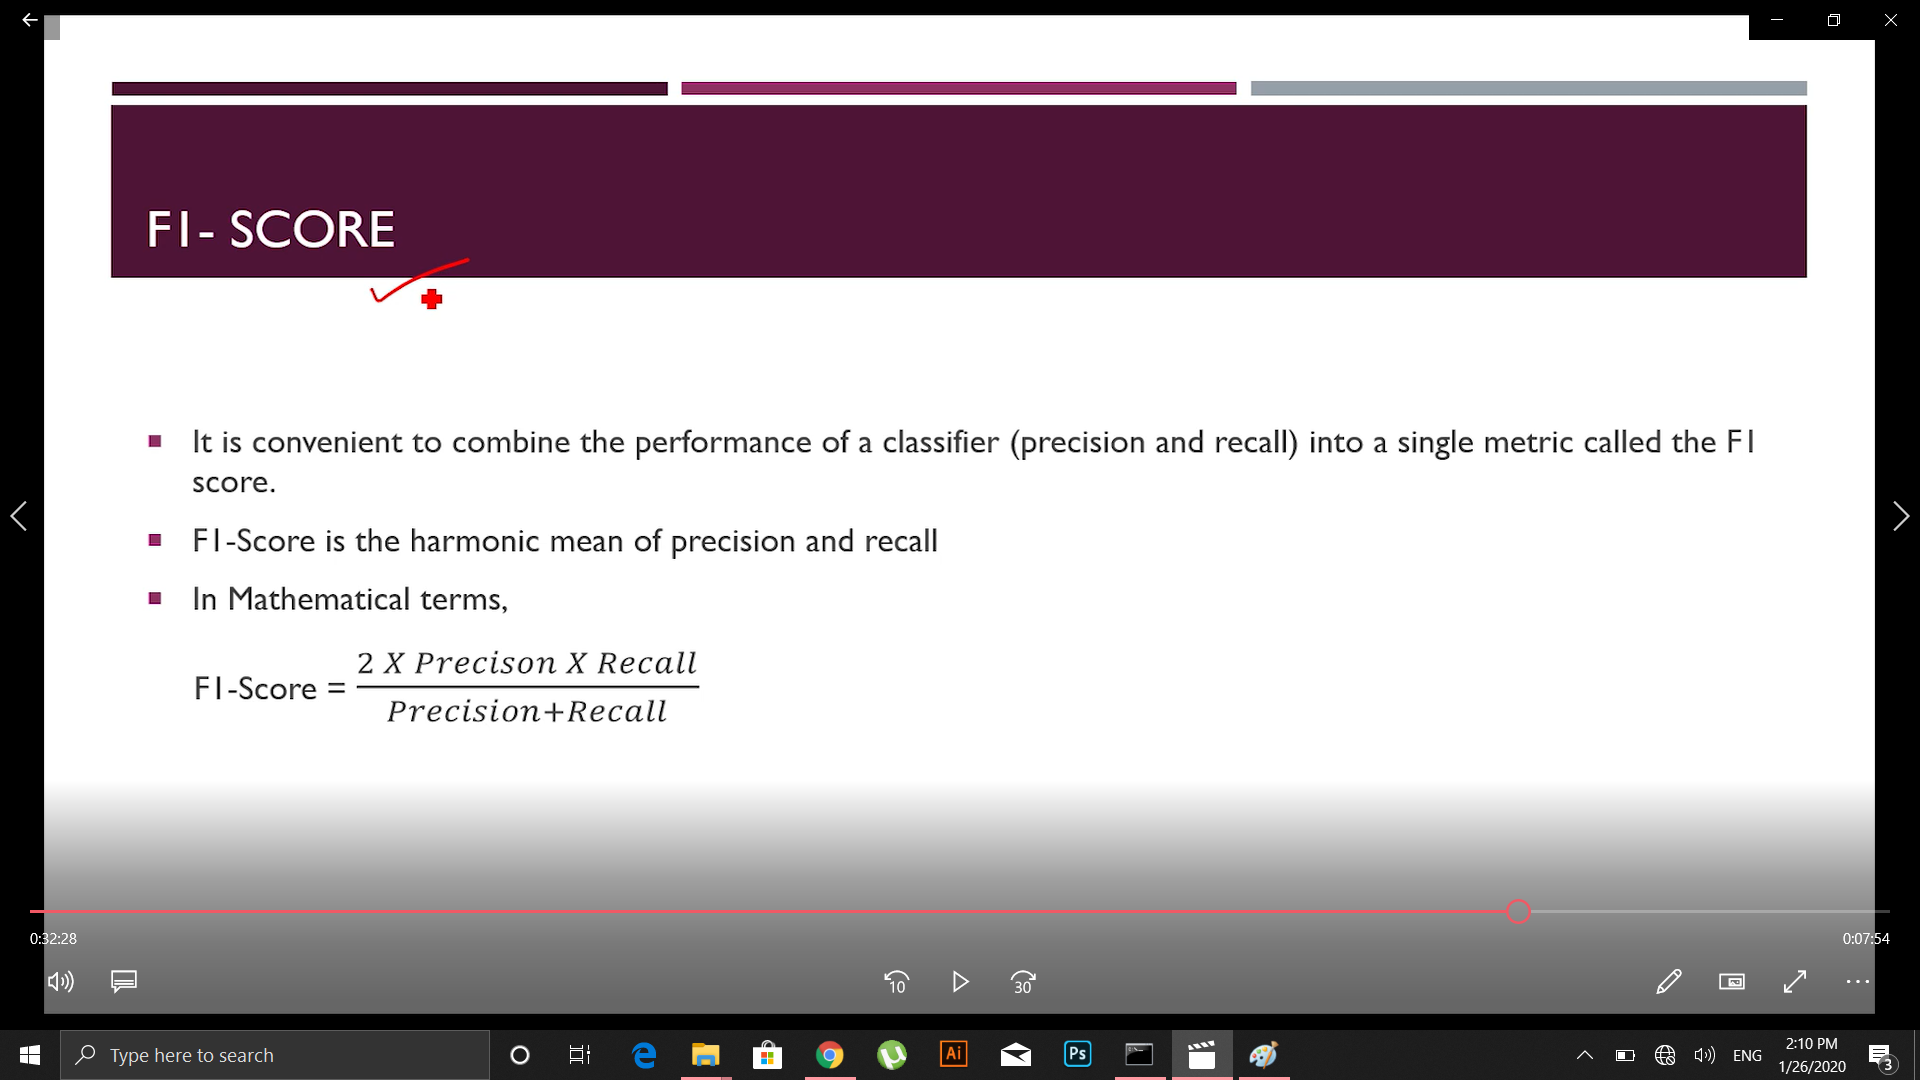 F1- SCORE
It is convenient to combine the performance of a classifier (precision and recall) into a single metric called the F1
score.
F1-Score is the harmonic mean of precision and recall
In Mathematical terms,
2 X Precison X Recall
F1-Score =
Precision+Recall
0:32:28
0:07:54
10
30
Type here to search
Ai
Ps
ENG
2:10 PM
1/26/2020
3